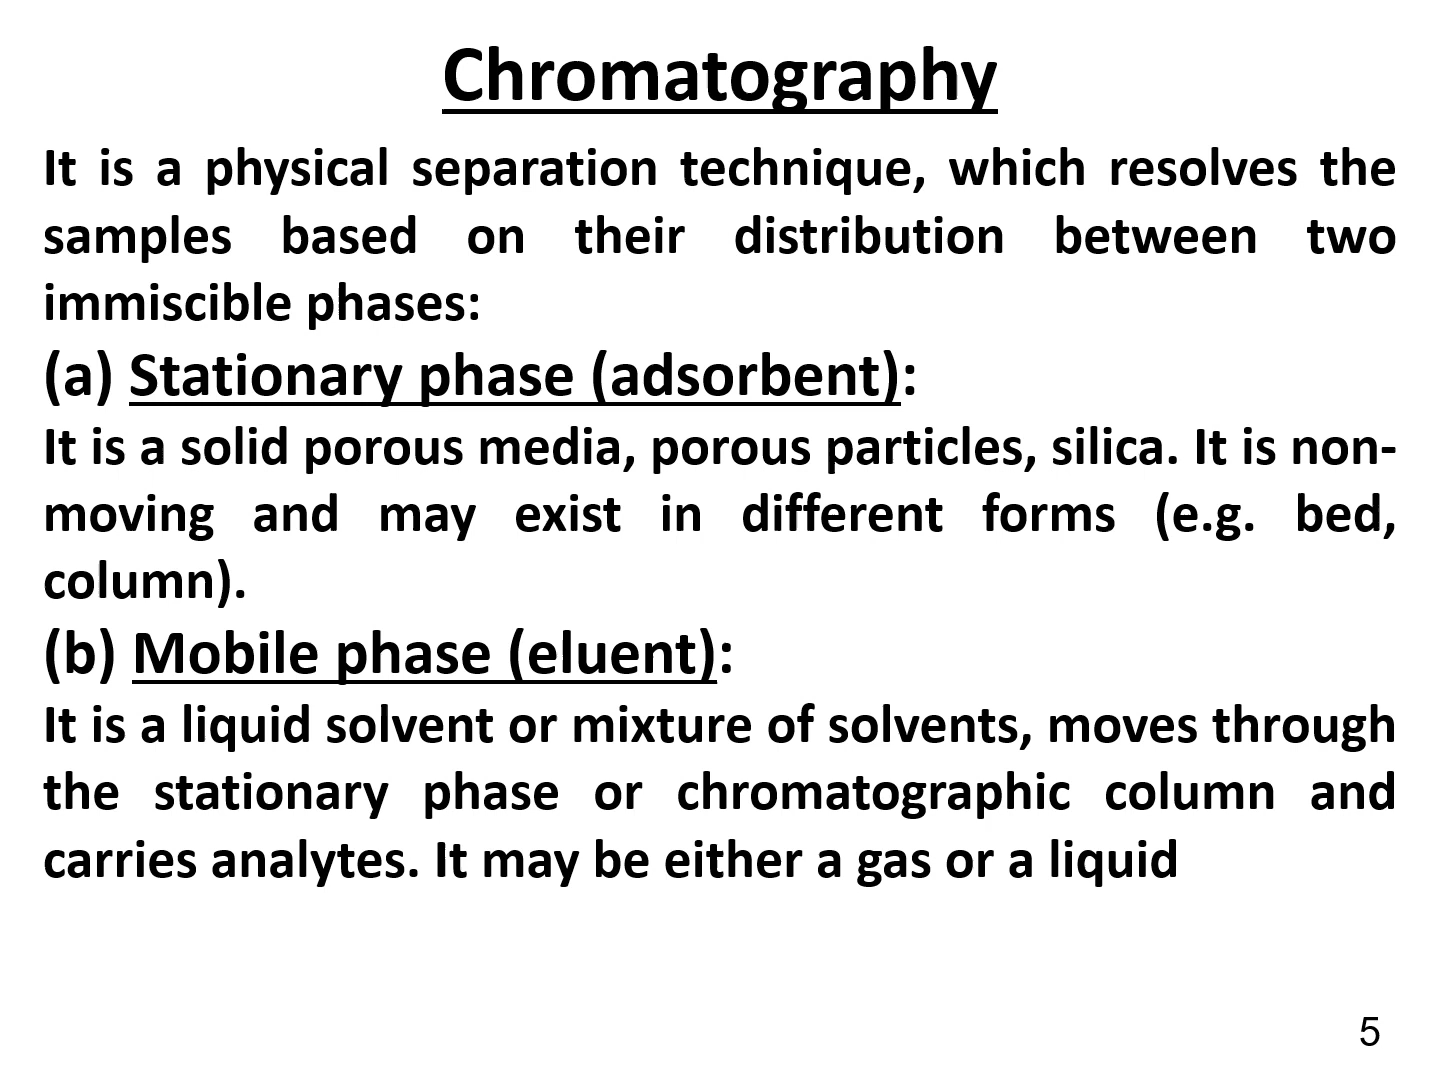 Chromatography
It is a physical separation technique, which resolves the
samples based on their distribution between two
immiscible phases:
(a) Stationary phase (adsorbent):
It is a solid porous media, porous particles, silica. It is non-
moving and may exist in different forms (e.g. bed,
column).
(b) Mobile phase (eluent):
It is a liquid solvent or mixture of solvents, moves through
the stationary phase or chromatographic column and
carries analytes. It may be either a gas or a liquid
5